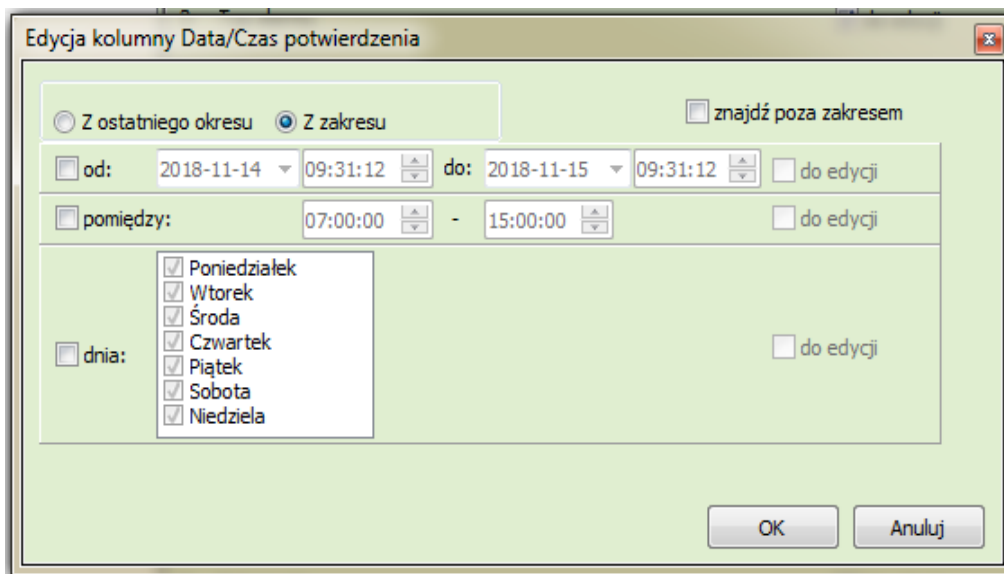 Edycja kolumny Data/Czas potwierdzenia
Z ostatniego okresu Z zakresu znajdź poza zakresem
od: 2018-11-14 09:31:12 do: 2018-11-15 09:31:12 do edycji
pomiędzy: 07:00:00 - 15:00:00 do edycji
Poniedziałek
Wtorek
Środa
Czwartek
dnia: do edycji
Piątek
Sobota
Niedziela
OK Anuluj